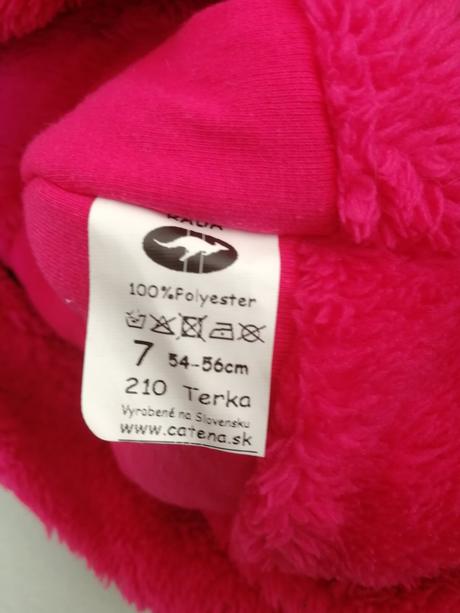 100%Polyester
7 54-56cm
210 Terka
Vyrobené na Slovensku
www.catena.sk